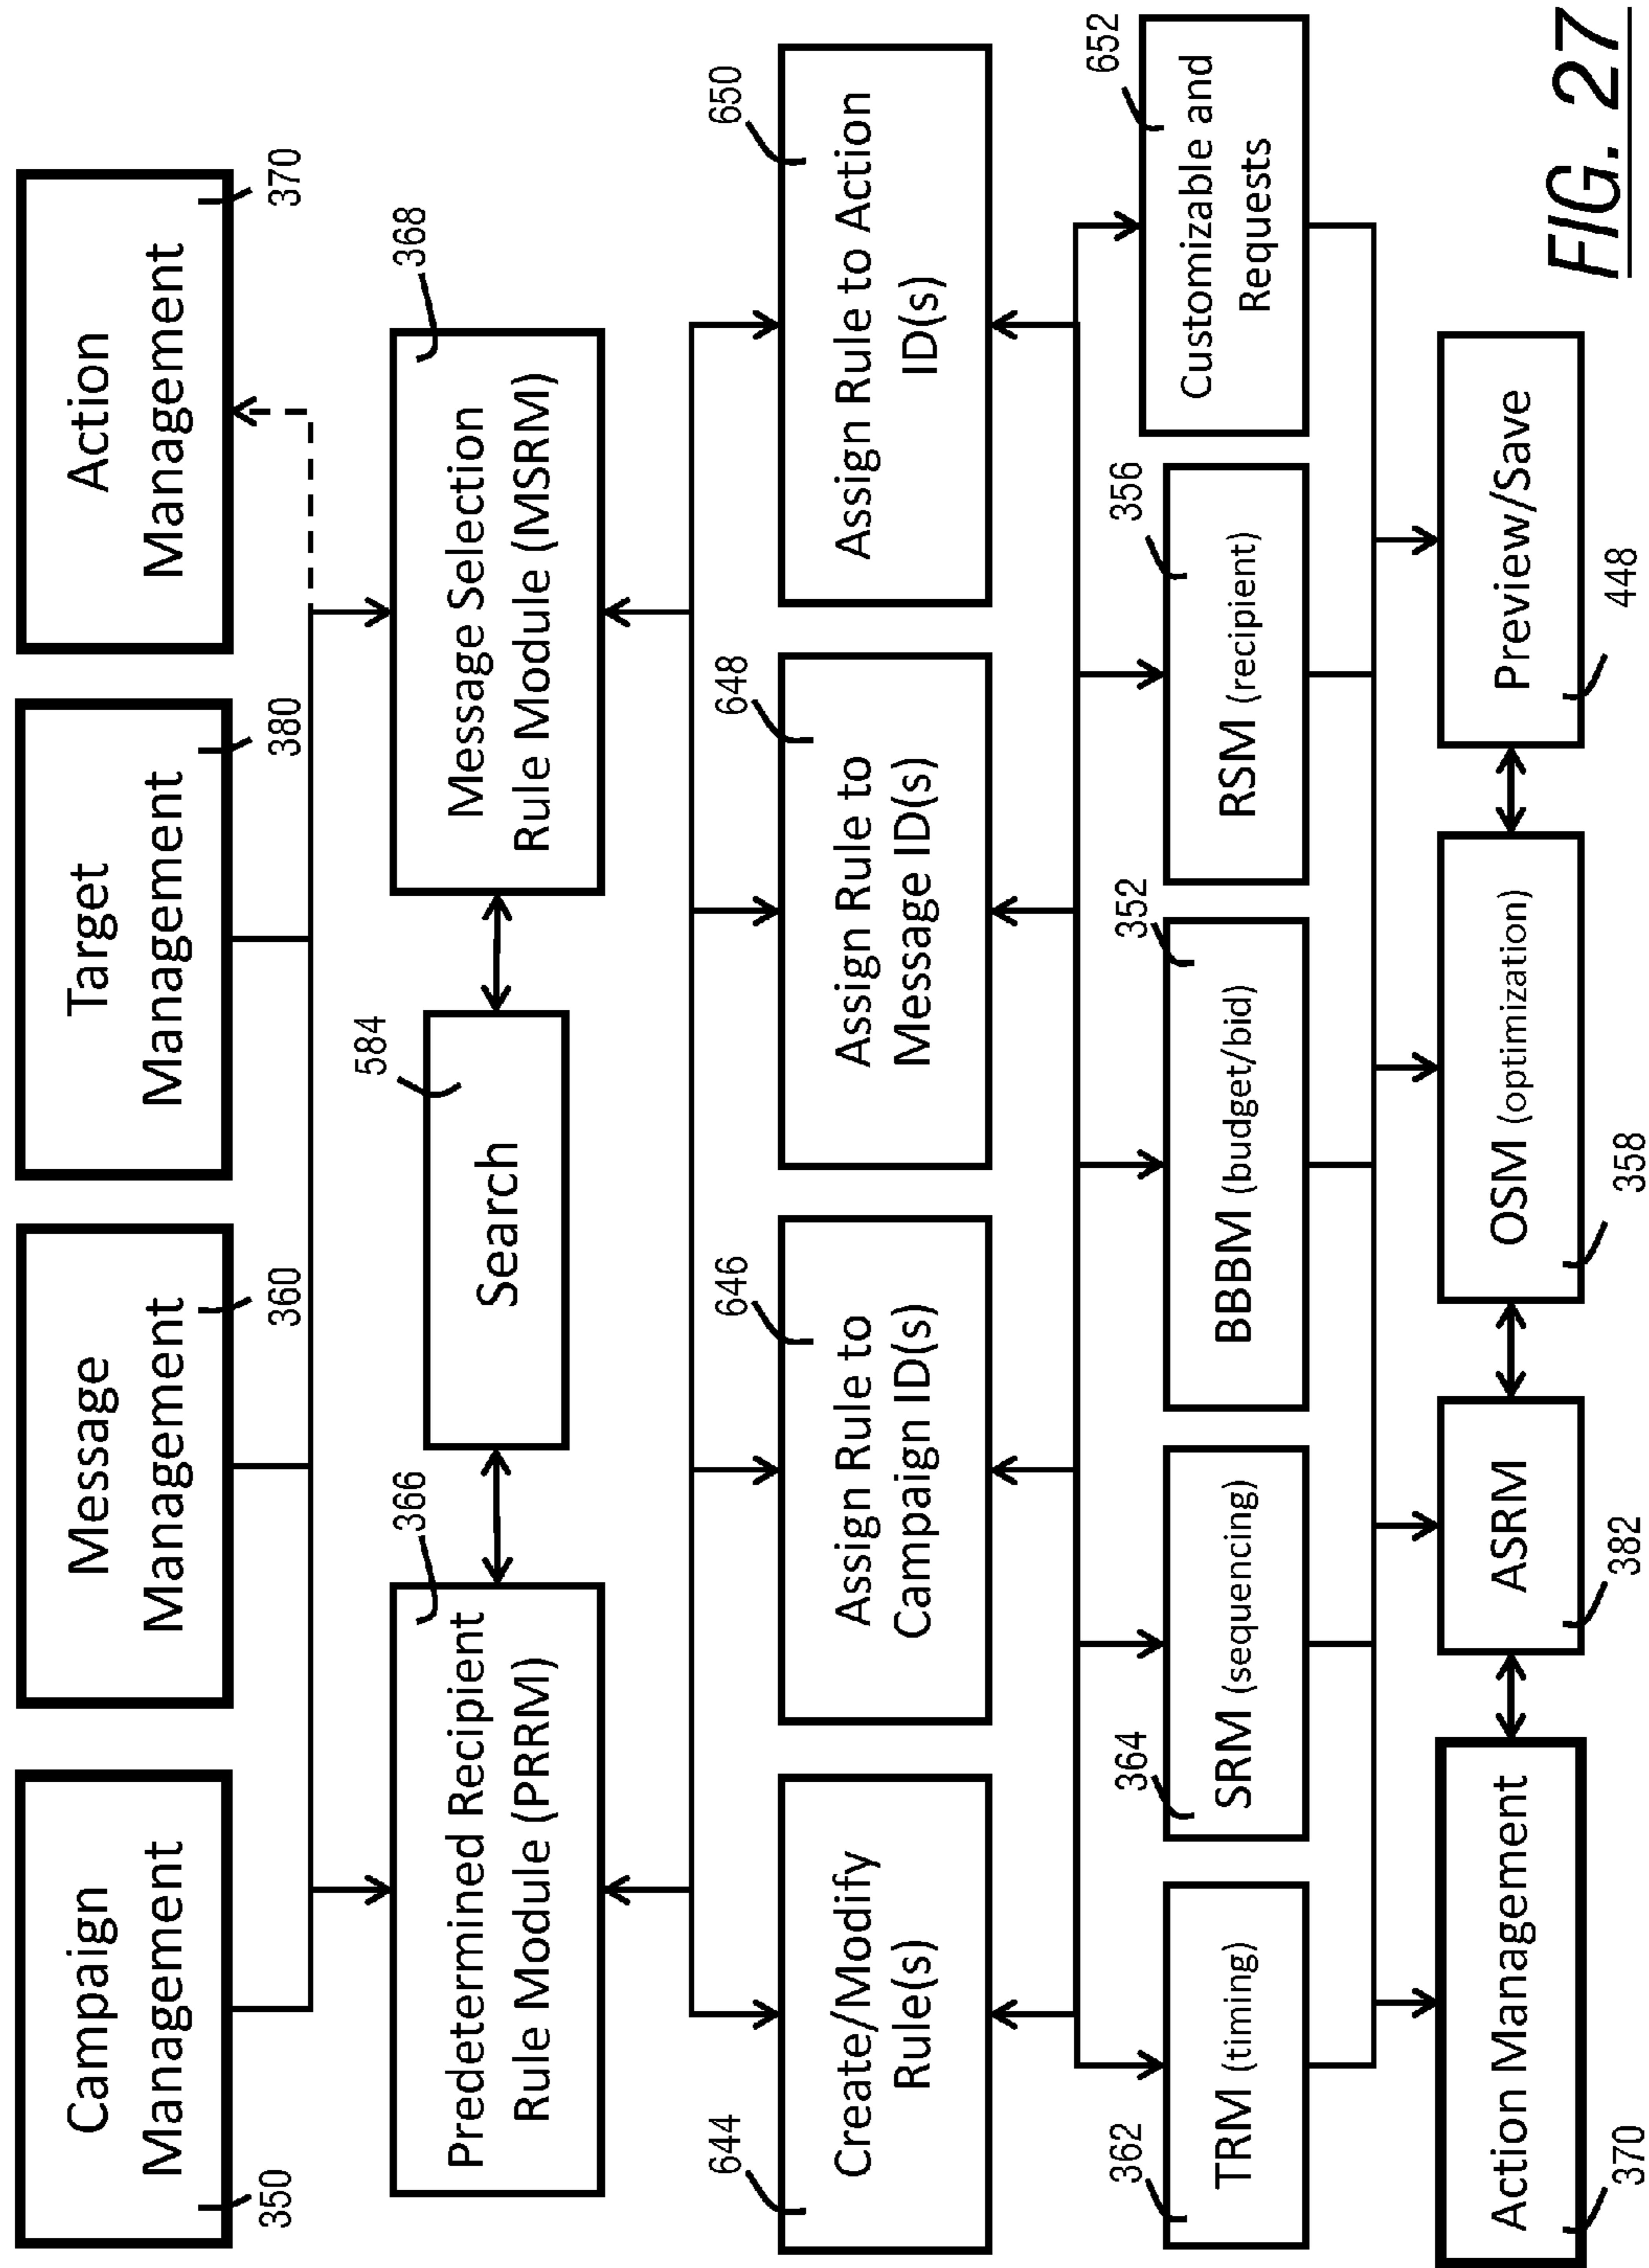 Campaign
Management
350
Message
Management
360
Target
Management
380
Action
Management
370
Predetermined Recipient
Rule Module (PRRM)
366
Search
584
Message Selection
Rule Module (MSRM)
368
644
Create/Modify
Rule(s)
646
Assign Rule to
Campaign ID(s)
648
Assign Rule to
Message ID(s)
650
Assign Rule to Action
ID(s)
362
TRM (timing)
364
SRM (sequencing)
352
BBBM (budget/bid)
356
RSM (recipient)
652
Customizable and
Requests
Action Management
370
ASRM
382
OSM (optimization)
358
Preview/Save
448
FIG. 27